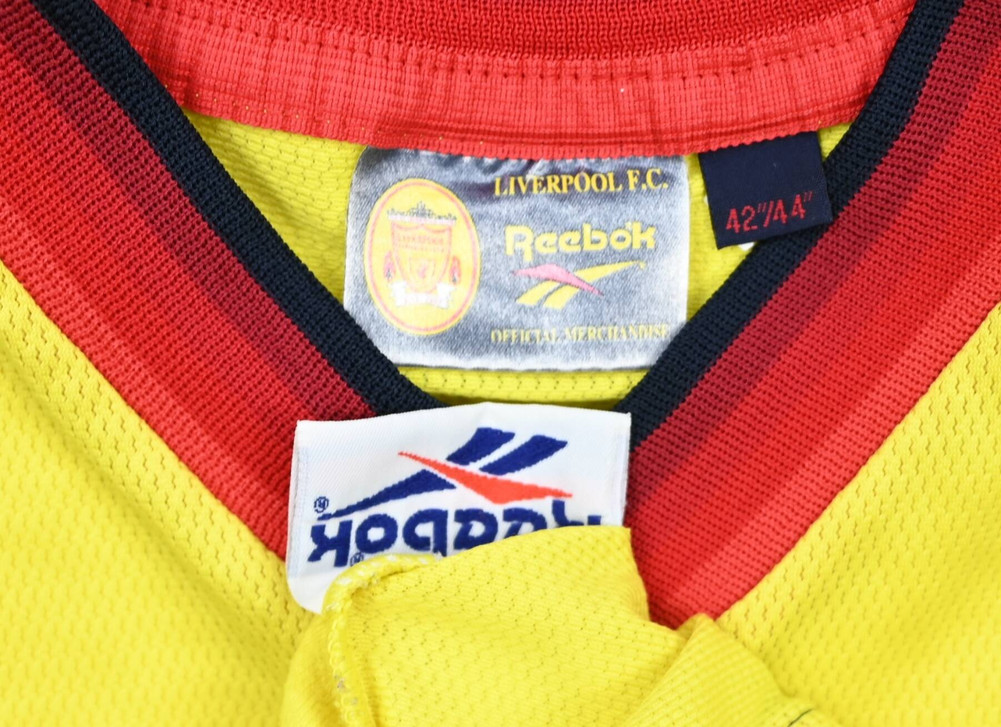 LIVERPOOL F.C.
42"/44"
Reebok
OFFICIAL MERCHANDISE
Reebok ®